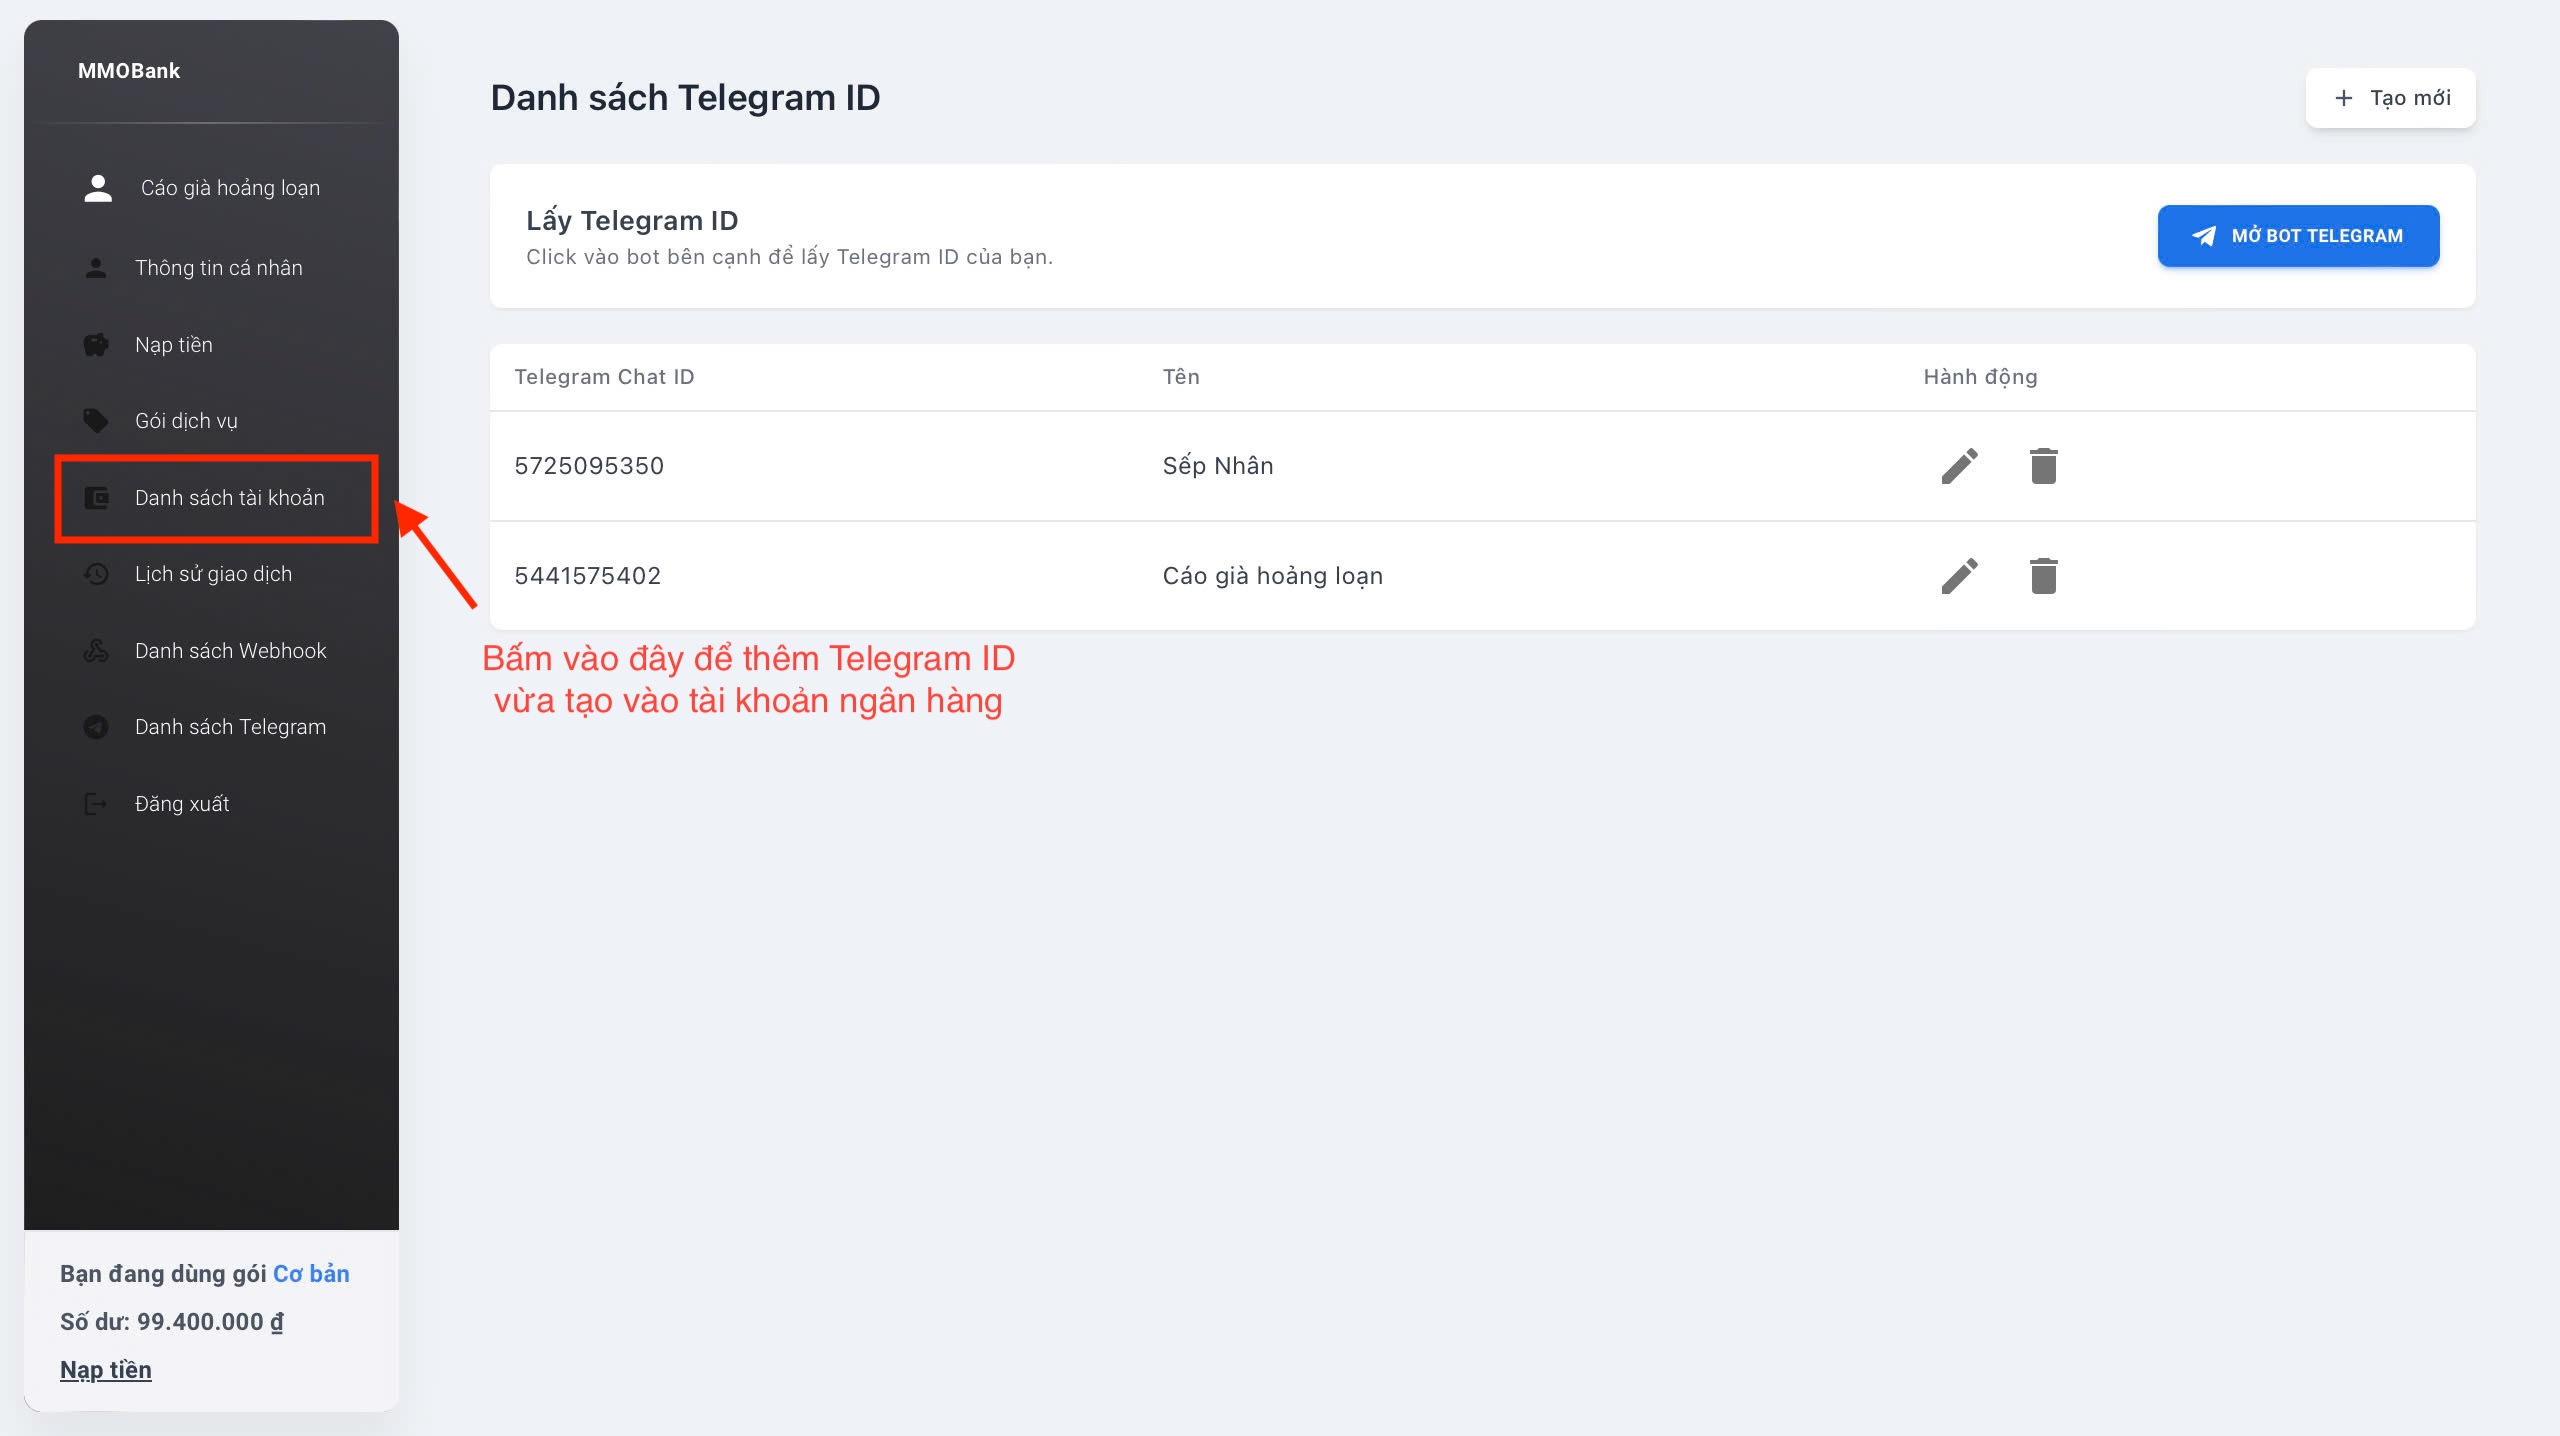 MMOBank
Cáo già hoảng loạn
Thông tin cá nhân
Nạp tiền
Gói dịch vụ
Danh sách tài khoản
Lịch sử giao dịch
Danh sách Webhook
Danh sách Telegram
Đăng xuất
Bạn đang dùng gói Cơ bản
Số dư: 99.400.000 ₫
Nạp tiền
Danh sách Telegram ID
Tạo mới
Lấy Telegram ID
Click vào bot bên cạnh để lấy Telegram ID của bạn.
MỞ BOT TELEGRAM
Telegram Chat ID Tên Hành động
5725095350 Sếp Nhân
5441575402 Cáo già hoảng loạn
Bấm vào đây để thêm Telegram ID
vừa tạo vào tài khoản ngân hàng